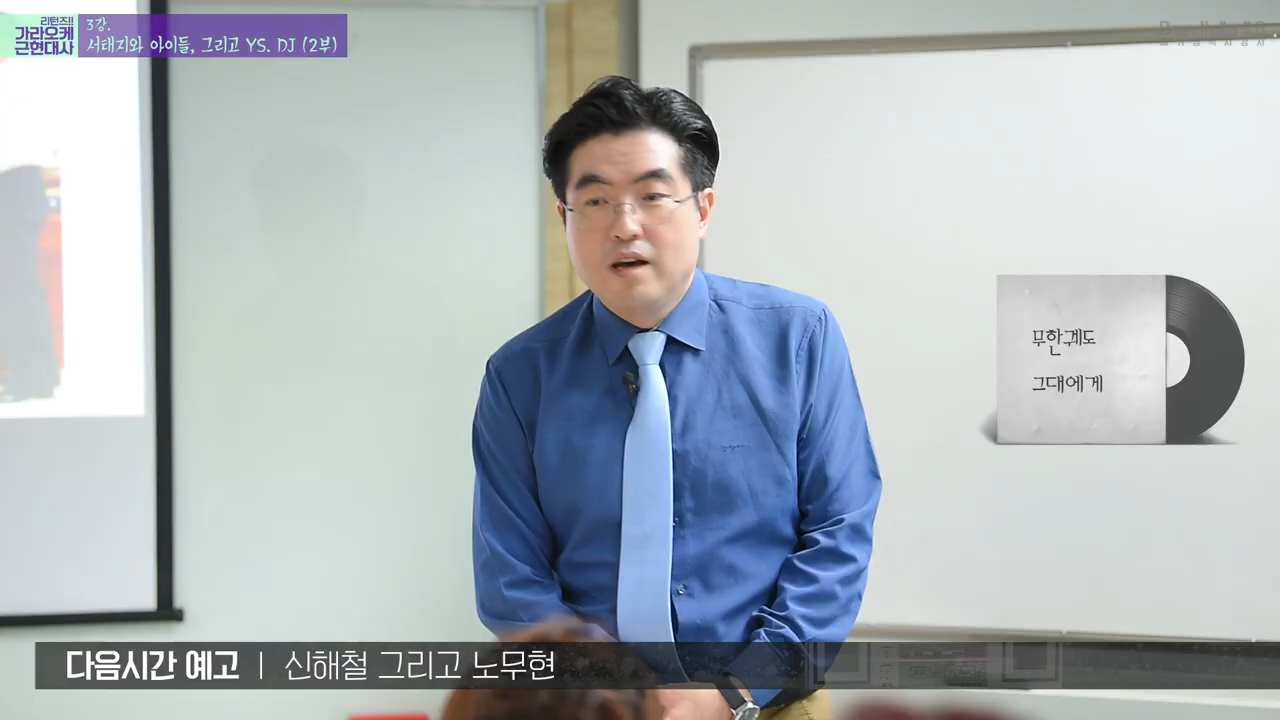 리턴즈!!
가라오케
근현대사
3강.
서태지와 아이들, 그리고 YS. DJ (2부)
무한궤도
그대에게
다음시간 예고 | 신해철 그리고 노무현